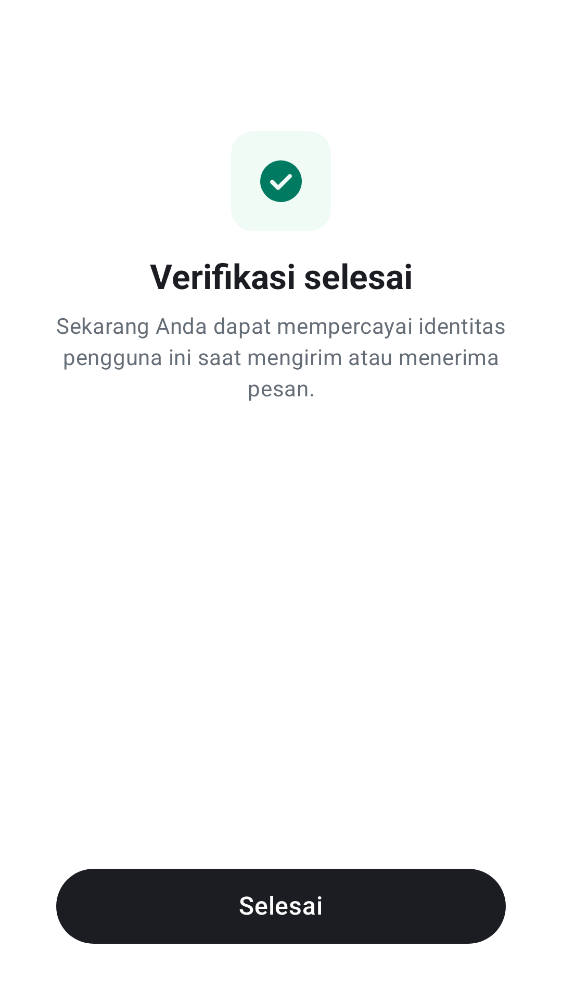 Verifikasi selesai
Sekarang Anda dapat mempercayai identitas
pengguna ini saat mengirim atau menerima
pesan.
Selesai